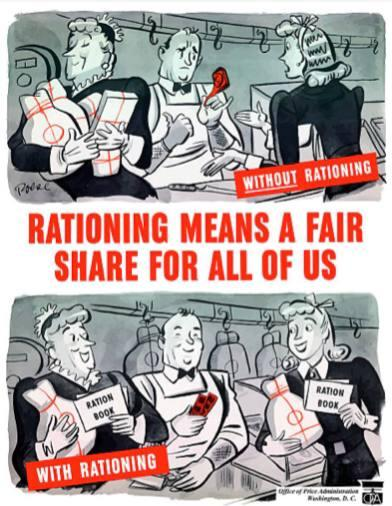 Roese
WITHOUT RATIONING
RATIONING MEANS A FAIR
SHARE FOR ALL OF US
RATION
BOOK
RATION
BOOK
WITH RATIONING
Office of Price Administration
Washington, D. C.
OPA